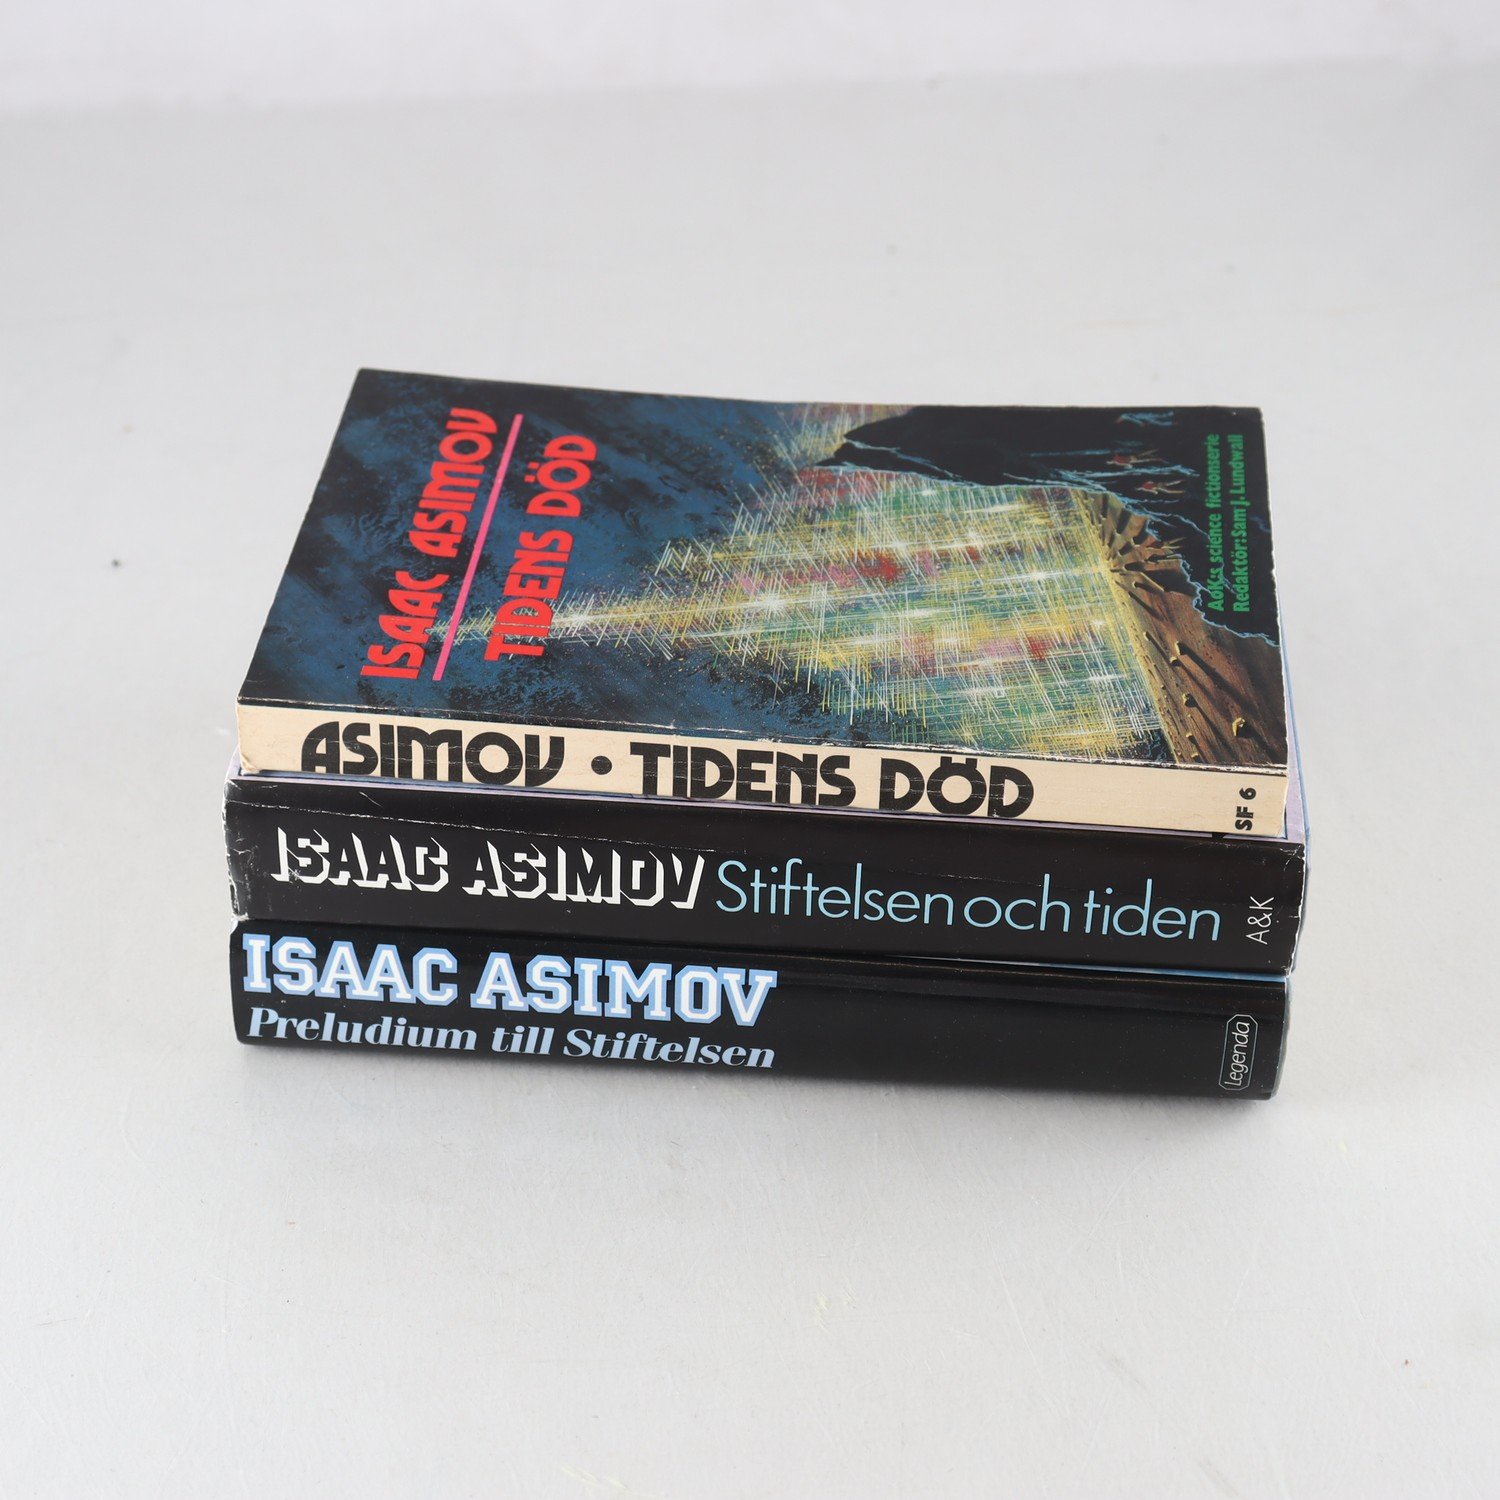 ISAAC ASIMOV
TIDENS DÖD
AoK:s science fictionserie
Redaktör: Sam J. Lundwall
ASIMOV • TIDENS DÖD
SF 6
ISAAC ASIMOV Stiftelsen och tiden
A&K
ISAAC ASIMOV
Preludium till Stiftelsen
Legenda